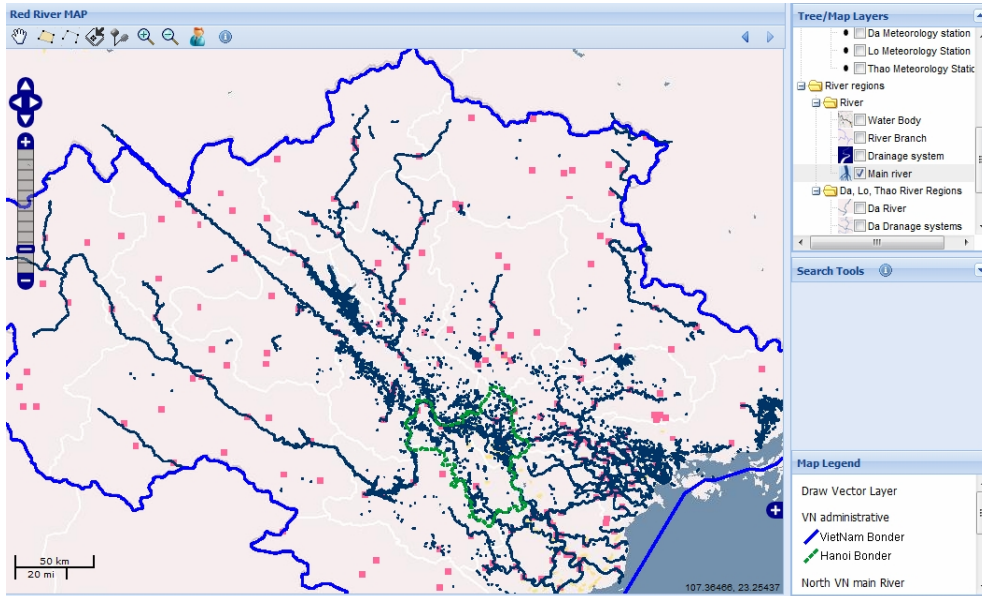 Red River MAP
50 km
20 mi
107.36466, 23.25437
Tree/Map Layers
Da Meteorology station
Lo Meteorology Station
Thao Meteorology Static
River regions
River
Water Body
River Branch
Drainage system
Main river
Da, Lo, Thao River Regions
Da River
Da Dranage systems
Search Tools
Map Legend
Draw Vector Layer
VN administrative
VietNam Bonder
Hanoi Bonder
North VN main River